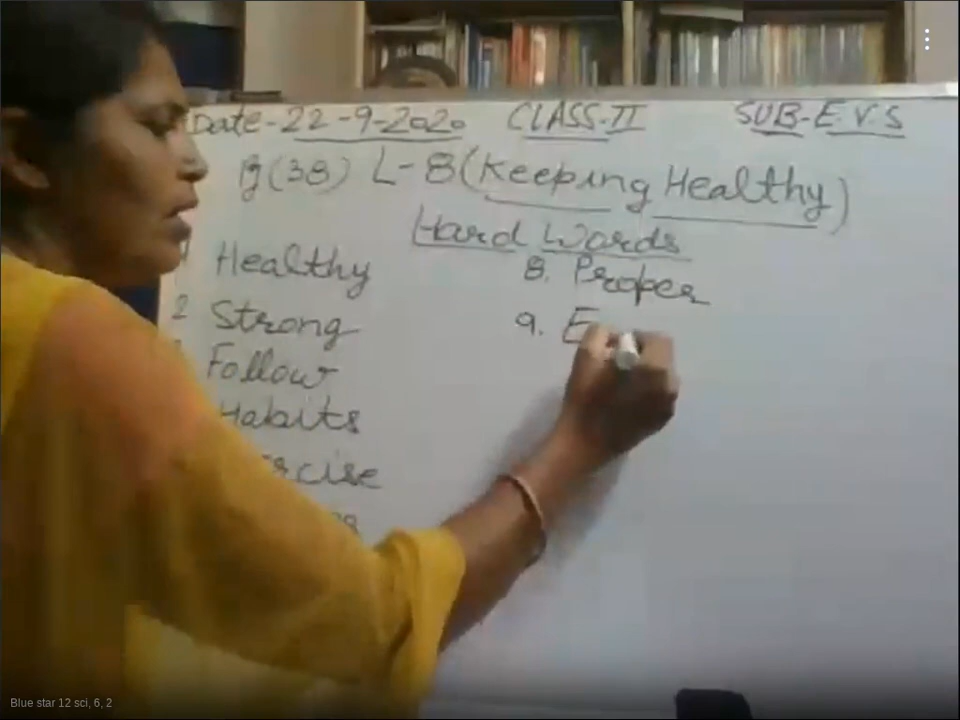 Date-22-9-2020 CLASS-II SUB-E.V.S
Pg(38) L-8(Keeping Healthy)
Hard Words
Healthy
2 Strong
Follow
Habits
8. Proper
9. E
Blue star 12 sci, 6, 2